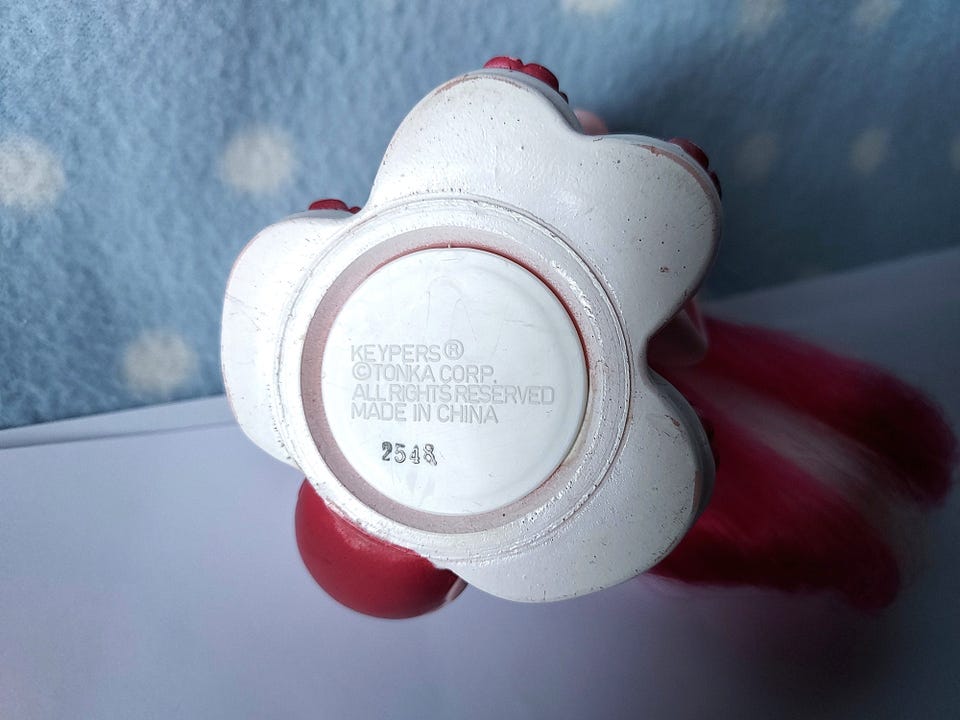 KEYPERS®
©TONKA CORP.
ALL RIGHTS RESERVED
MADE IN CHINA
2548